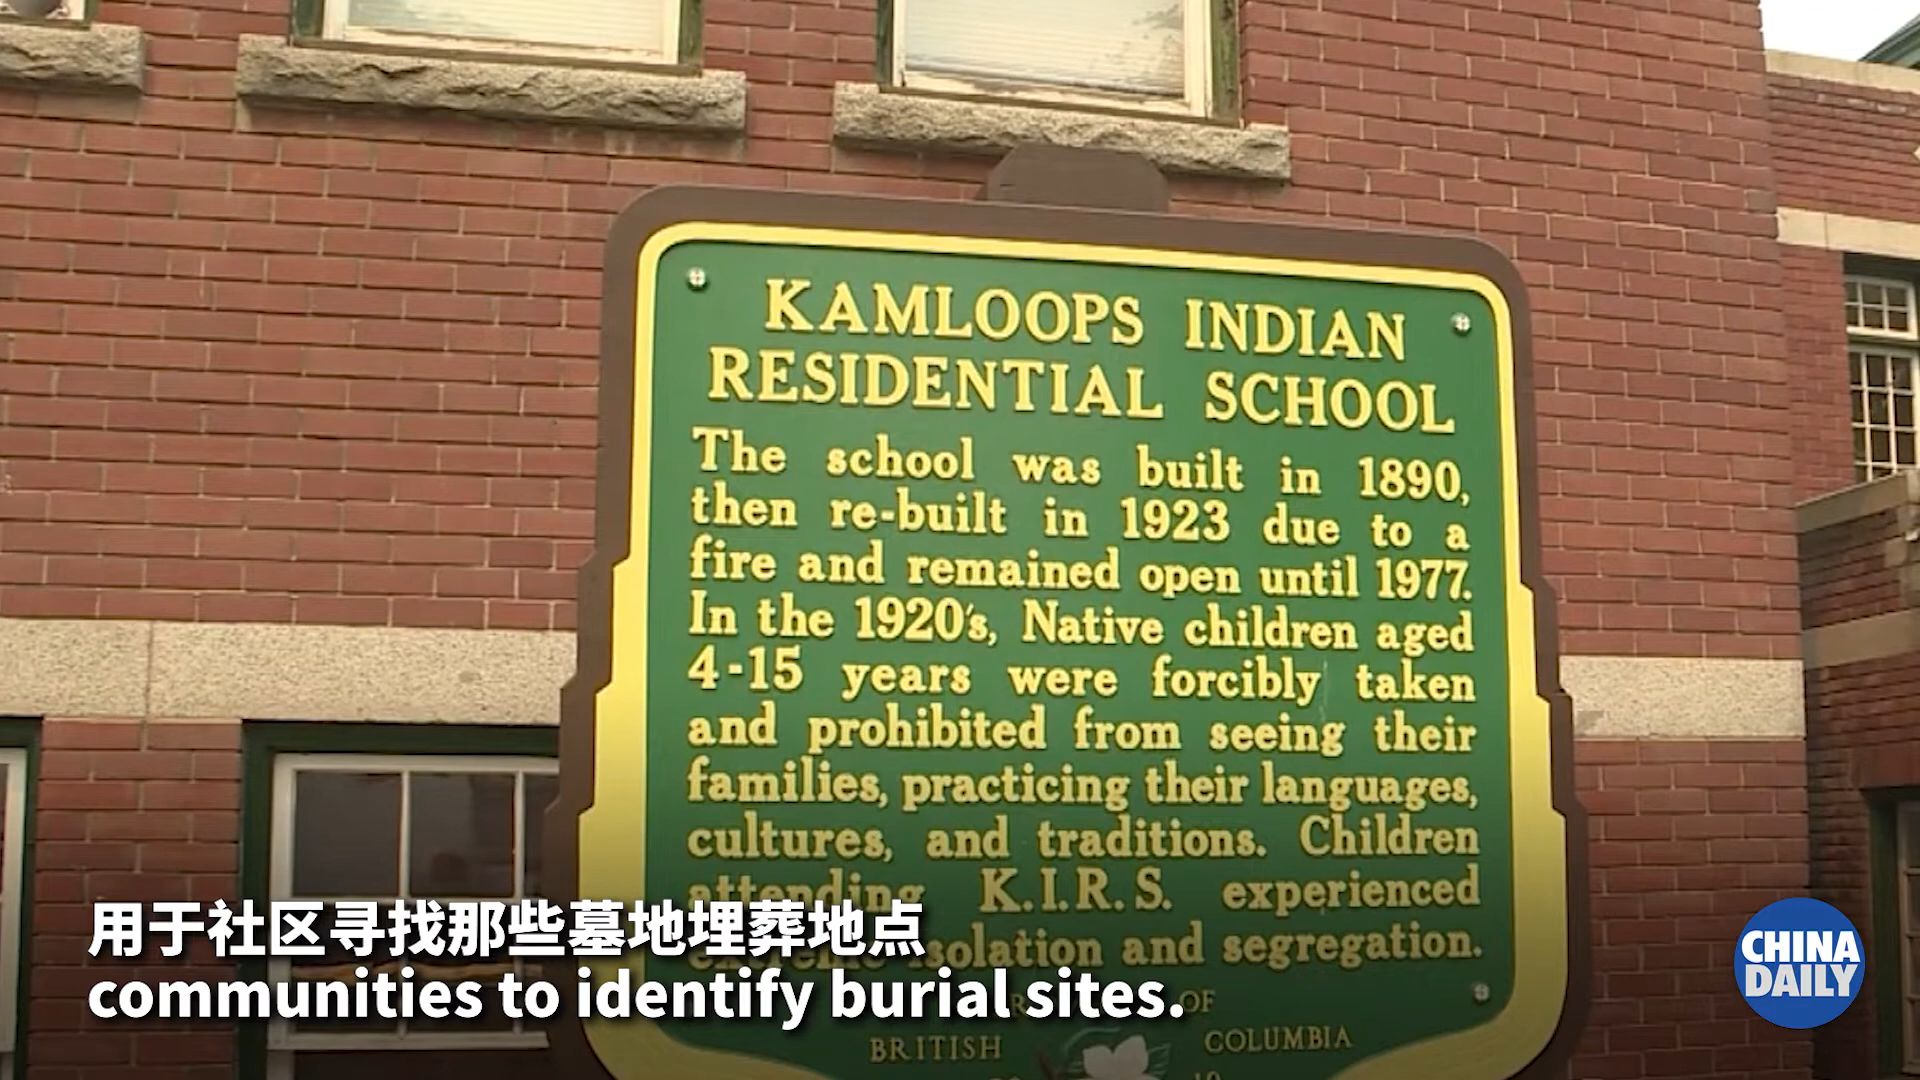 KAMLOOPS INDIAN
RESIDENTIAL SCHOOL
The school was built in 1890,
then re-built in 1923 due to a
fire and remained open until 1977.
In the 1920's, Native children aged
4-15 years were forcibly taken
and prohibited from seeing their
families, practicing their languages,
cultures, and traditions. Children
attending K.I.R.S. experienced
extreme isolation and segregation.
OF
BRITISH COLUMBIA
用于社区寻找那些墓地埋葬地点
communities to identify burial sites.
CHINA
DAILY